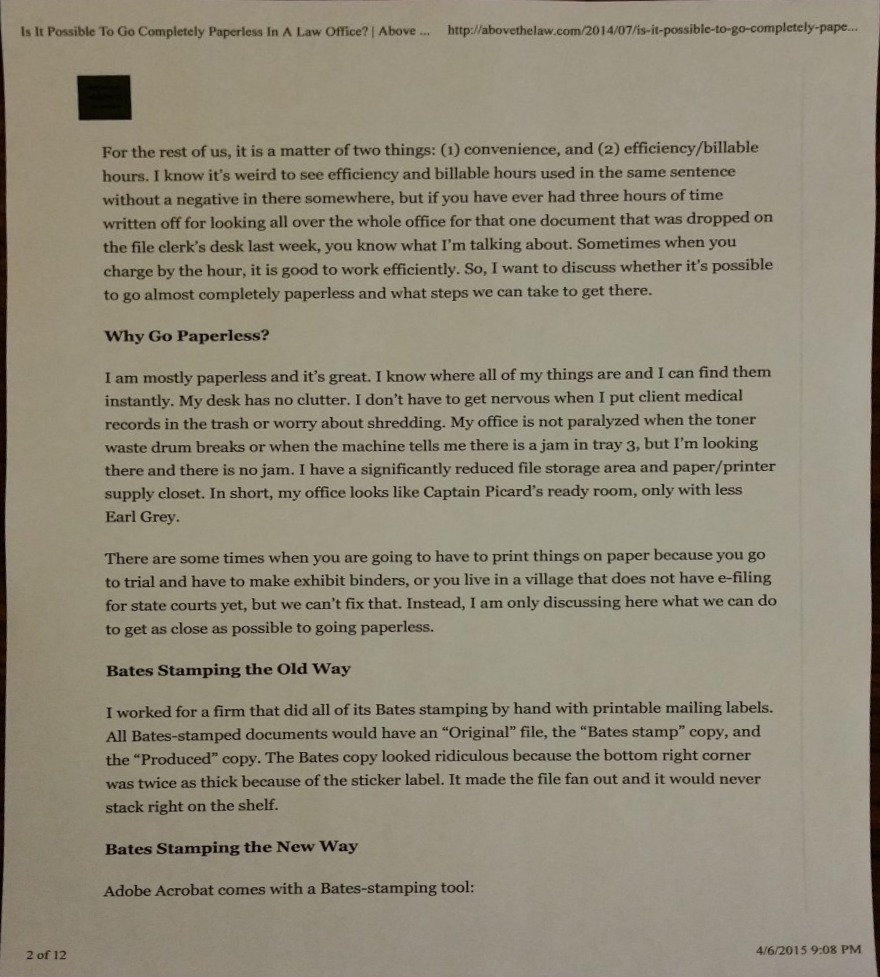 Is It Possible To Go Completely Paperless In A Law Office? | Above ... http://abovethelaw.com/2014/07/is-it-possible-to-go-completely-pape...
For the rest of us, it is a matter of two things: (1) convenience, and (2) efficiency/billable
hours. I know it's weird to see efficiency and billable hours used in the same sentence
without a negative in there somewhere, but if you have ever had three hours of time
written off for looking all over the whole office for that one document that was dropped on
the file clerk's desk last week, you know what I'm talking about. Sometimes when you
charge by the hour, it is good to work efficiently. So, I want to discuss whether it's possible
to go almost completely paperless and what steps we can take to get there.
Why Go Paperless?
I am mostly paperless and it's great. I know where all of my things are and I can find them
instantly. My desk has no clutter. I don't have to get nervous when I put client medical
records in the trash or worry about shredding. My office is not paralyzed when the toner
waste drum breaks or when the machine tells me there is a jam in tray 3, but I'm looking
there and there is no jam. I have a significantly reduced file storage area and paper/printer
supply closet. In short, my office looks like Captain Picard's ready room, only with less
Earl Grey.
There are some times when you are going to have to print things on paper because you go
to trial and have to make exhibit binders, or you live in a village that does not have e-filing
for state courts yet, but we can't fix that. Instead, I am only discussing here what we can do
to get as close as possible to going paperless.
Bates Stamping the Old Way
I worked for a firm that did all of its Bates stamping by hand with printable mailing labels.
All Bates-stamped documents would have an "Original" file, the "Bates stamp" copy, and
the "Produced" copy. The Bates copy looked ridiculous because the bottom right corner
was twice as thick because of the sticker label. It made the file fan out and it would never
stack right on the shelf.
Bates Stamping the New Way
Adobe Acrobat comes with a Bates-stamping tool:
2 of 12 4/6/2015 9:08 PM